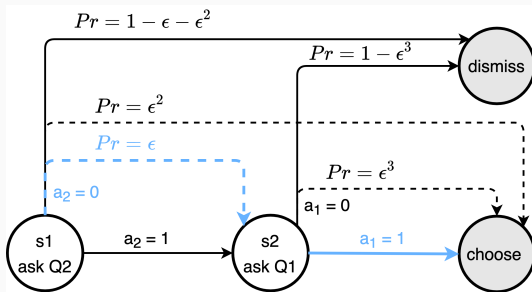 Pr = 1 − ϵ − ϵ²
Pr = 1 − ϵ³
dismiss
Pr = ϵ²
Pr = ϵ
Pr = ϵ³
a₂ = 0
a₁ = 0
s1
ask Q2
a₂ = 1
s2
ask Q1
a₁ = 1
choose